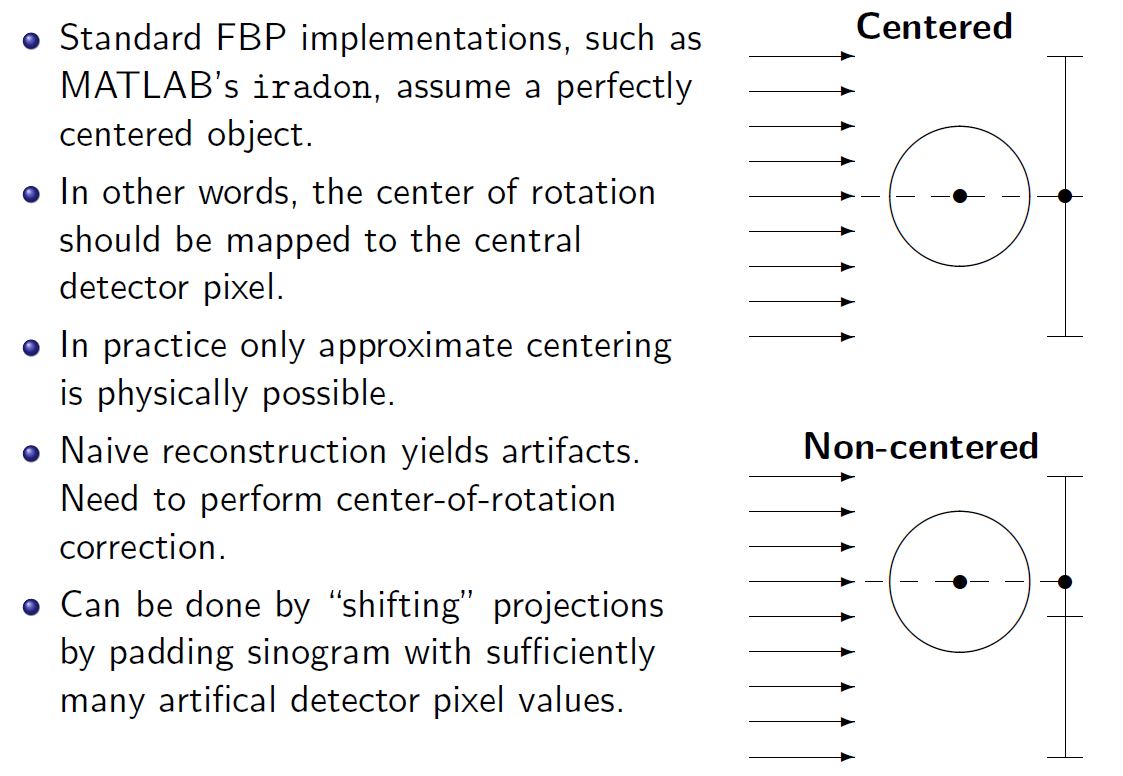 Standard FBP implementations, such as
MATLAB's iradon, assume a perfectly
centered object.
In other words, the center of rotation
should be mapped to the central
detector pixel.
In practice only approximate centering
is physically possible.
Naive reconstruction yields artifacts.
Need to perform center-of-rotation
correction.
Can be done by “shifting” projections
by padding sinogram with sufficiently
many artifical detector pixel values.
Centered
Non-centered